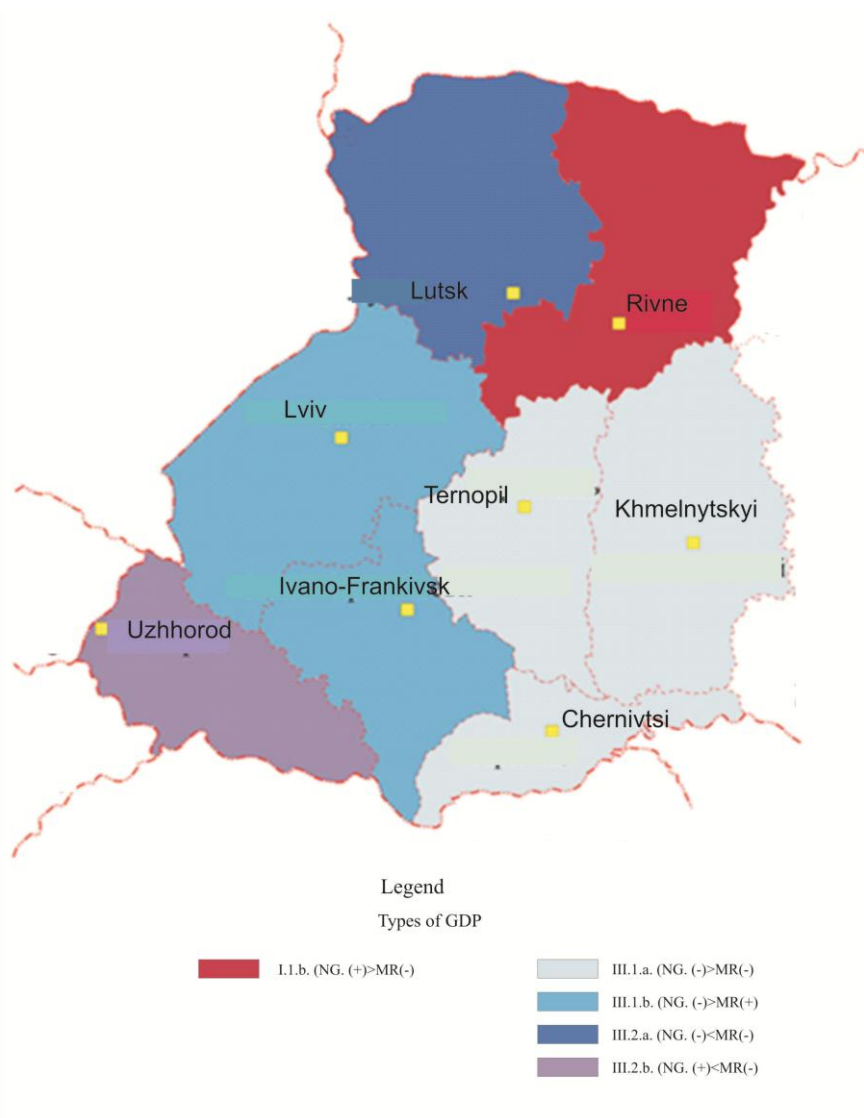 Lutsk
Rivne
Lviv
Ternopil
Khmelnytskyi
Ivano-Frankivsk
Uzhhorod
Chernivtsi
Legend
Types of GDP
I.1.b. (NG. (+)>MR(-)
III.1.a. (NG. (-)>MR(-)
III.1.b. (NG. (-)>MR(+)
III.2.a. (NG. (-)<MR(-)
III.2.b. (NG. (+)<MR(-)